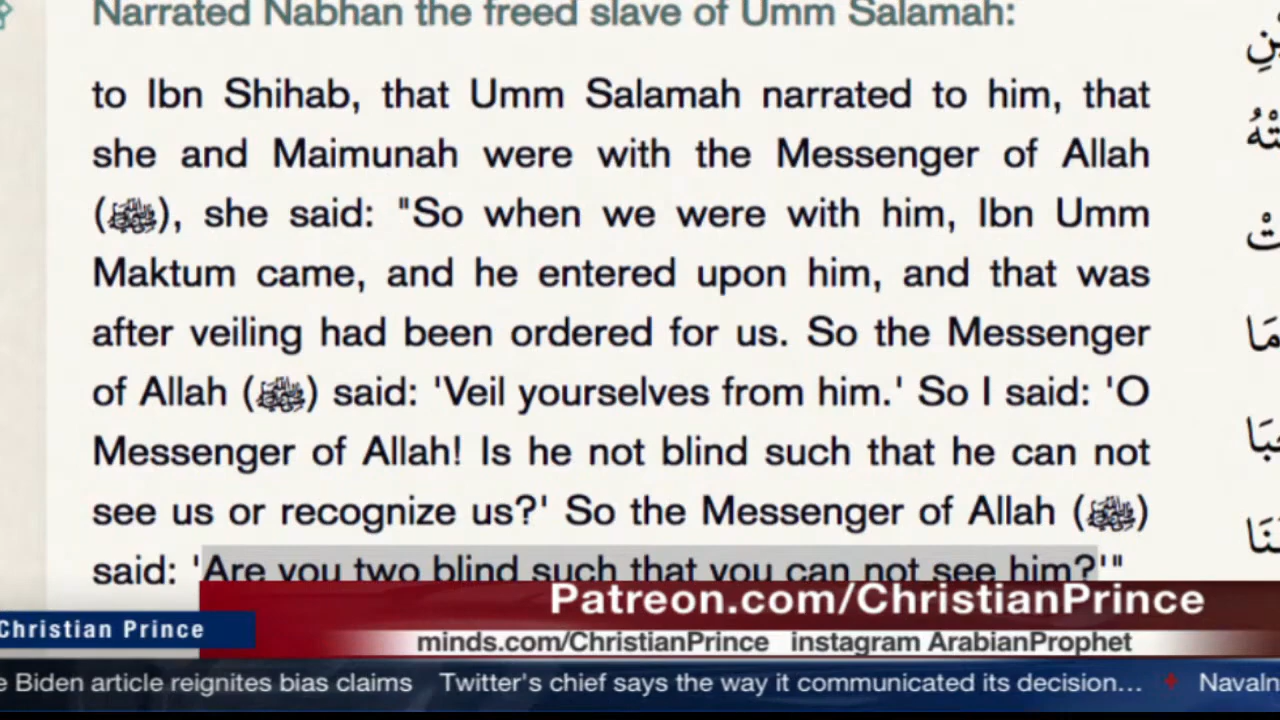 Narrated Nabhan the freed slave of Umm Salamah:
to Ibn Shihab, that Umm Salamah narrated to him, that
she and Maimunah were with the Messenger of Allah
(ﷺ), she said: "So when we were with him, Ibn Umm
Maktum came, and he entered upon him, and that was
after veiling had been ordered for us. So the Messenger
of Allah (ﷺ) said: 'Veil yourselves from him.' So I said: 'O
Messenger of Allah! Is he not blind such that he can not
see us or recognize us?' So the Messenger of Allah (ﷺ)
said: 'Are you two blind such that you can not see him?'"
Patreon.com/ChristianPrince
Christian Prince
minds.com/ChristianPrince instagram ArabianProphet
e Biden article reignites bias claims Twitter's chief says the way it communicated its decision... Navaln